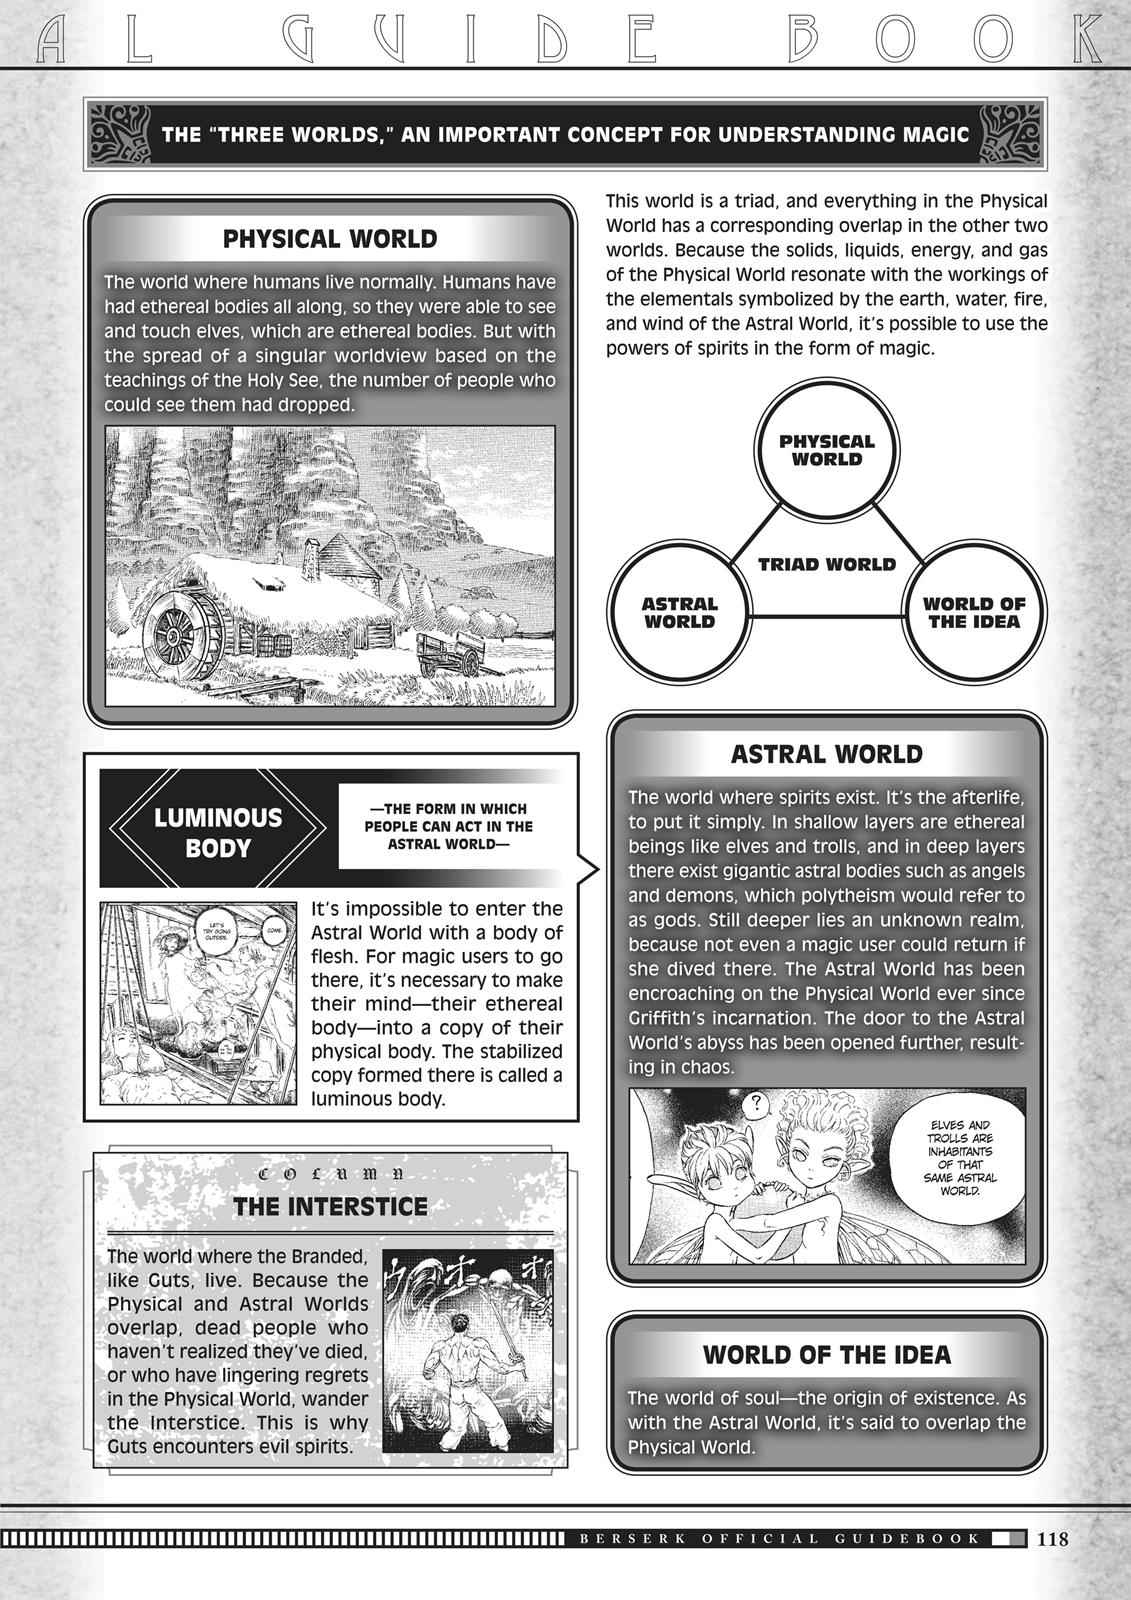 AL GUIDE BOOK
THE “THREE WORLDS,” AN IMPORTANT CONCEPT FOR UNDERSTANDING MAGIC
PHYSICAL WORLD
The world where humans live normally. Humans have
had ethereal bodies all along, so they were able to see
and touch elves, which are ethereal bodies. But with
the spread of a singular worldview based on the
teachings of the Holy See, the number of people who
could see them had dropped.
This world is a triad, and everything in the Physical
World has a corresponding overlap in the other two
worlds. Because the solids, liquids, energy, and gas
of the Physical World resonate with the workings of
the elementals symbolized by the earth, water, fire,
and wind of the Astral World, it’s possible to use the
powers of spirits in the form of magic.
PHYSICAL
WORLD
TRIAD WORLD
ASTRAL
WORLD
WORLD OF
THE IDEA
LUMINOUS
BODY
—THE FORM IN WHICH
PEOPLE CAN ACT IN THE
ASTRAL WORLD—
LET'S
TRY GOING
OUTSIDE.
COME.
It’s impossible to enter the
Astral World with a body of
flesh. For magic users to go
there, it’s necessary to make
their mind—their ethereal
body—into a copy of their
physical body. The stabilized
copy formed there is called a
luminous body.
ASTRAL WORLD
The world where spirits exist. It’s the afterlife,
to put it simply. In shallow layers are ethereal
beings like elves and trolls, and in deep layers
there exist gigantic astral bodies such as angels
and demons, which polytheism would refer to
as gods. Still deeper lies an unknown realm,
because not even a magic user could return if
she dived there. The Astral World has been
encroaching on the Physical World ever since
Griffith’s incarnation. The door to the Astral
World’s abyss has been opened further, result-
ing in chaos.
?
ELVES AND
TROLLS ARE
INHABITANTS
OF THAT
SAME ASTRAL
WORLD.
COLUMN
THE INTERSTICE
The world where the Branded,
like Guts, live. Because the
Physical and Astral Worlds
overlap, dead people who
haven’t realized they’ve died,
or who have lingering regrets
in the Physical World, wander
the interstice. This is why
Guts encounters evil spirits.
WORLD OF THE IDEA
The world of soul—the origin of existence. As
with the Astral World, it’s said to overlap the
Physical World.
BERSERK OFFICIAL GUIDEBOOK 118